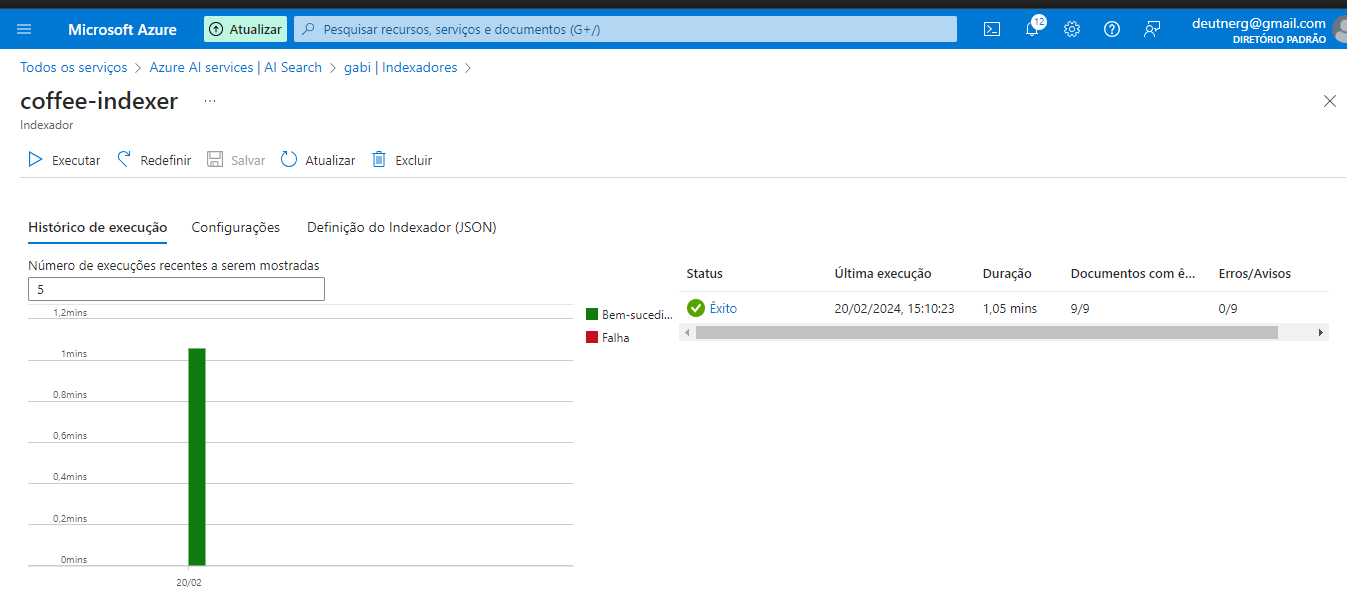 Microsoft Azure
Atualizar
Pesquisar recursos, serviços e documentos (G+/)
12
deutnerg@gmail.com
DIRETÓRIO PADRÃO
Todos os serviços > Azure AI services | AI Search > gabi | Indexadores >
coffee-indexer ...
Indexador
Executar Redefinir Salvar Atualizar Excluir
Histórico de execução Configurações Definição do Indexador (JSON)
Número de execuções recentes a serem mostradas
5
1,2mins
1mins
0,8mins
0,6mins
0,4mins
0,2mins
0mins
20/02
Bem-sucedi...
Falha
Status Última execução Duração Documentos com ê... Erros/Avisos
Êxito 20/02/2024, 15:10:23 1,05 mins 9/9 0/9